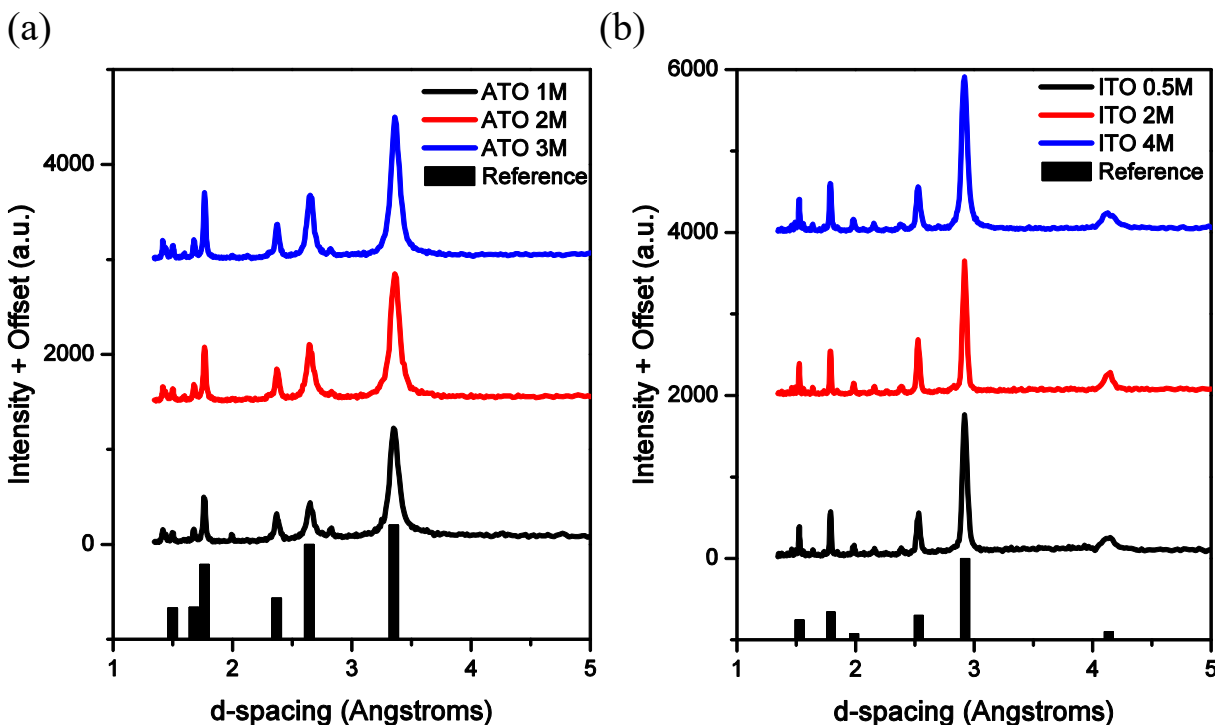 (a)
ATO 1M
ATO 2M
ATO 3M
Reference
4000
2000
0
Intensity + Offset (a.u.)
1 2 3 4 5
d-spacing (Angstroms)
(b)
ITO 0.5M
ITO 2M
ITO 4M
Reference
6000
4000
2000
0
Intensity + Offset (a.u.)
1 2 3 4 5
d-spacing (Angstroms)